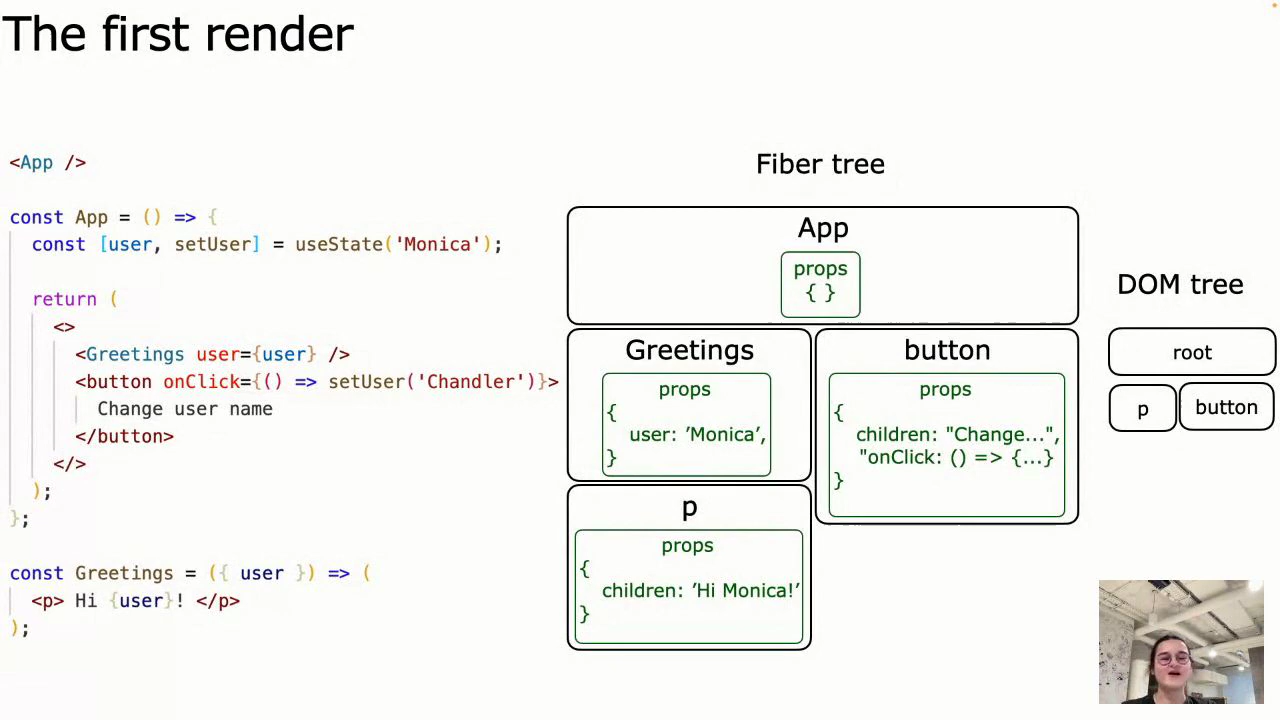 The first render
<App />
const App = () => {
const [user, setUser] = useState('Monica');
return (
<>
<Greetings user={user} />
<button onClick={() => setUser('Chandler')}>
Change user name
</button>
</>
);
};
const Greetings = ({ user }) => (
<p> Hi {user}! </p>
);
Fiber tree
App
props
{ }
Greetings
props
{
user: ’Monica’,
}
button
props
{
children: "Change...",
"onClick: () => {...}
}
p
props
{
children: ’Hi Monica!’
}
DOM tree
root
p
button